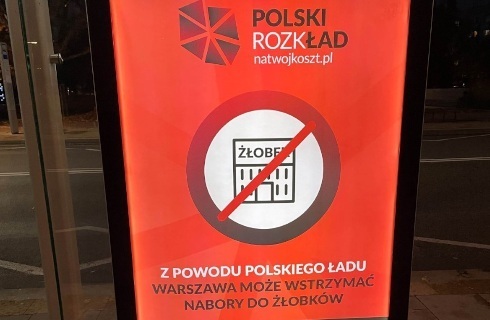 POLSKI
ROZKŁAD
natwojkoszt.pl
ŻŁOBEK
Z POWODU POLSKIEGO ŁADU
WARSZAWA MOŻE WSTRZYMAĆ
NABORY DO ŻŁOBKÓW